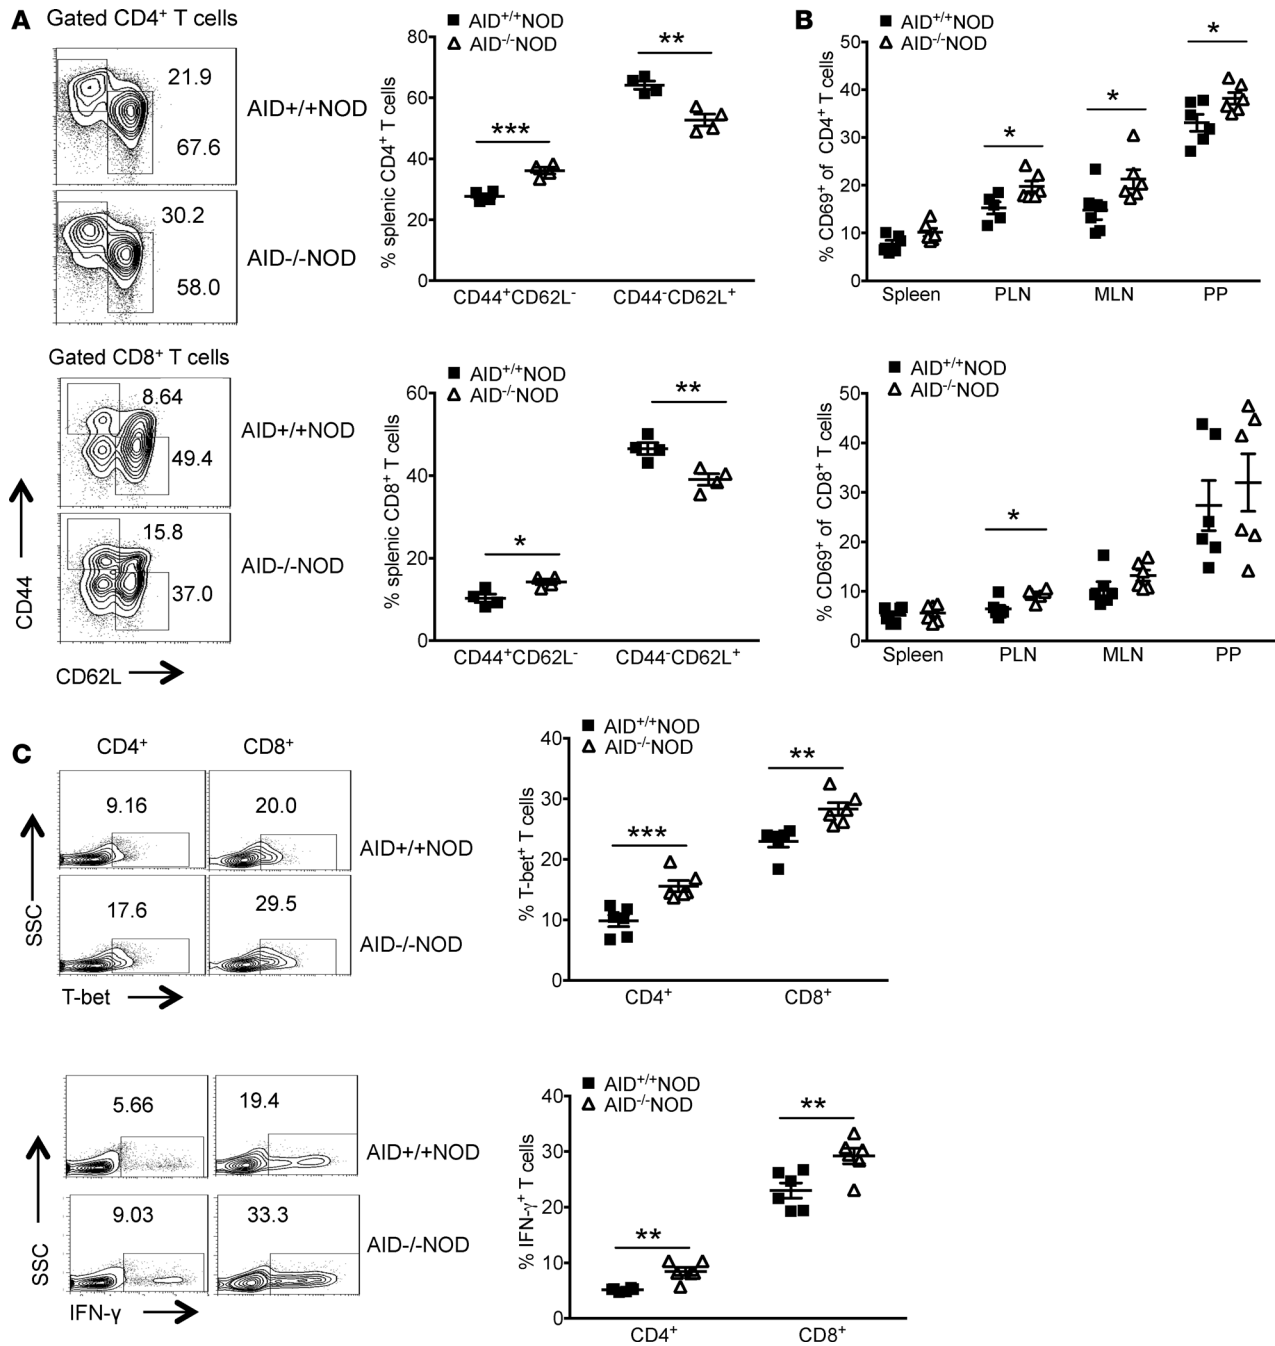 A
Gated CD4⁺ T cells
21.9
67.6
AID+/+NOD
30.2
58.0
AID-/-NOD
Gated CD8⁺ T cells
8.64
49.4
AID+/+NOD
15.8
37.0
AID-/-NOD
CD44
CD62L
AID⁺/⁺NOD
AID⁻/⁻NOD
% splenic CD4⁺ T cells
80
60
40
20
0
***
**
CD44⁺CD62L⁻
CD44⁻CD62L⁺
AID⁺/⁺NOD
AID⁻/⁻NOD
% splenic CD8⁺ T cells
60
40
20
0
*
**
CD44⁺CD62L⁻
CD44⁻CD62L⁺
B
AID⁺/⁺NOD
AID⁻/⁻NOD
% CD69⁺ of CD4⁺ T cells
50
40
30
20
10
0
*
*
*
Spleen
PLN
MLN
PP
AID⁺/⁺NOD
AID⁻/⁻NOD
% CD69⁺ of CD8⁺ T cells
50
40
30
20
10
0
*
Spleen
PLN
MLN
PP
C
CD4⁺
CD8⁺
9.16
20.0
AID+/+NOD
17.6
29.5
AID-/-NOD
SSC
T-bet
AID⁺/⁺NOD
AID⁻/⁻NOD
% T-bet⁺ T cells
40
30
20
10
0
***
**
CD4⁺
CD8⁺
5.66
19.4
AID+/+NOD
9.03
33.3
AID-/-NOD
SSC
IFN-γ
AID⁺/⁺NOD
AID⁻/⁻NOD
% IFN-γ⁺ T cells
40
30
20
10
0
**
**
CD4⁺
CD8⁺